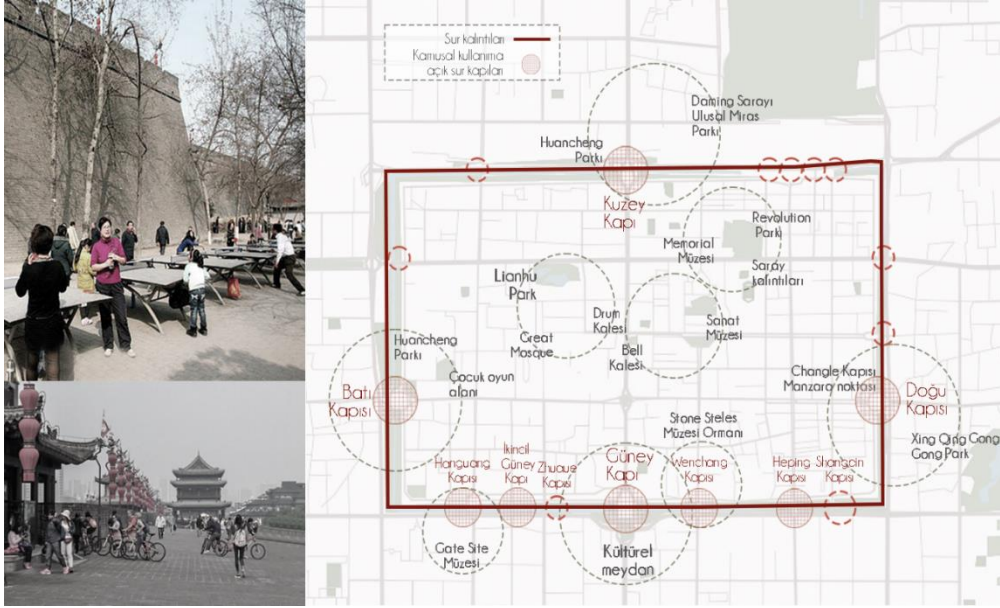 Sur kalıntıları
Kamusal kullanıma
açık sur kapıları
Daming Sarayı
Ulusal Miras
Parkı
Huancheng
Parkı
Kuzey
Kapı
Revolution
Park
Memorial
Müzesi
Saray
kalıntıları
Lianhu
Park
Drum
Kalesi
Great
Mosque
Sanat
Müzesi
Bell
Kalesi
Huancheng
Parkı
Çocuk oyun
alanı
Batı
Kapısı
Changle Kapısı
Manzara noktası
Doğu
Kapısı
Stone Steles
Müzesi Ormanı
Xing Qing Gong
Gong Park
Hanguang
Kapısı
İkincil
Güney
Kapı
Zhuque
Kapısı
Güney
Kapı
Wenchang
Kapısı
Heping
Kapısı
Shangqin
Kapısı
Gate Site
Müzesi
Kültürel
meydan